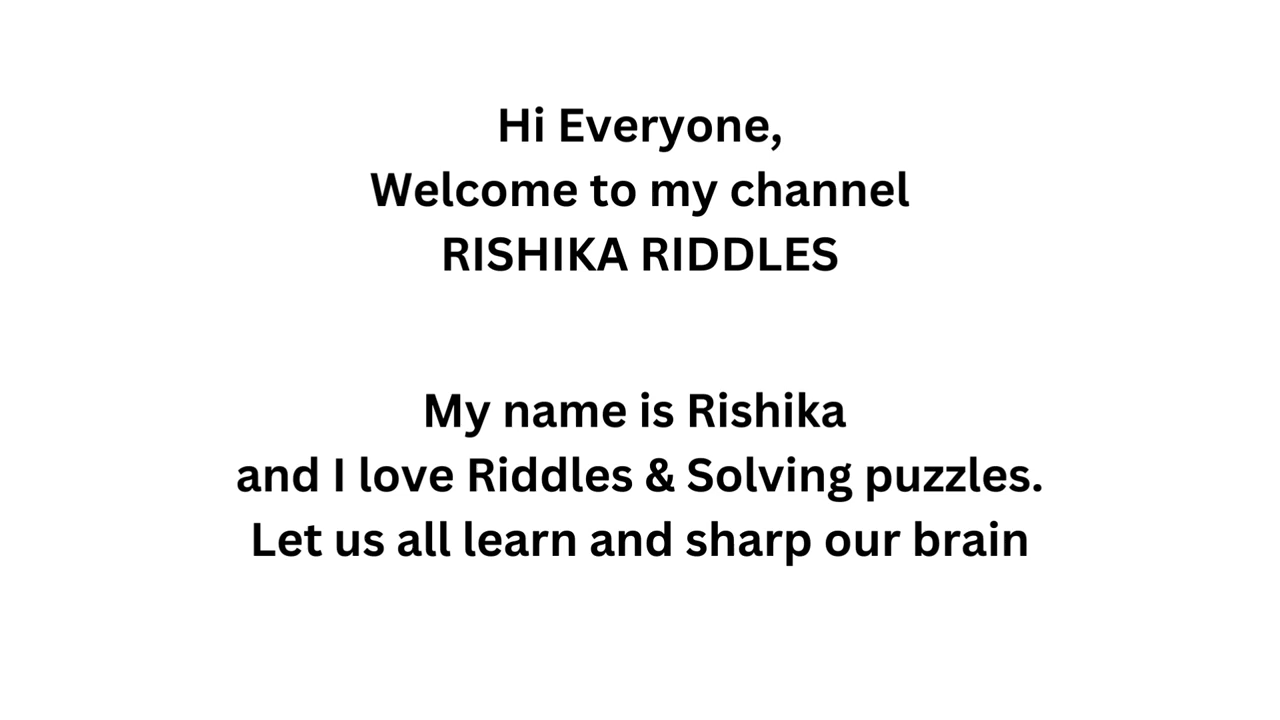 Hi Everyone,
Welcome to my channel
RISHIKA RIDDLES
My name is Rishika
and I love Riddles & Solving puzzles.
Let us all learn and sharp our brain